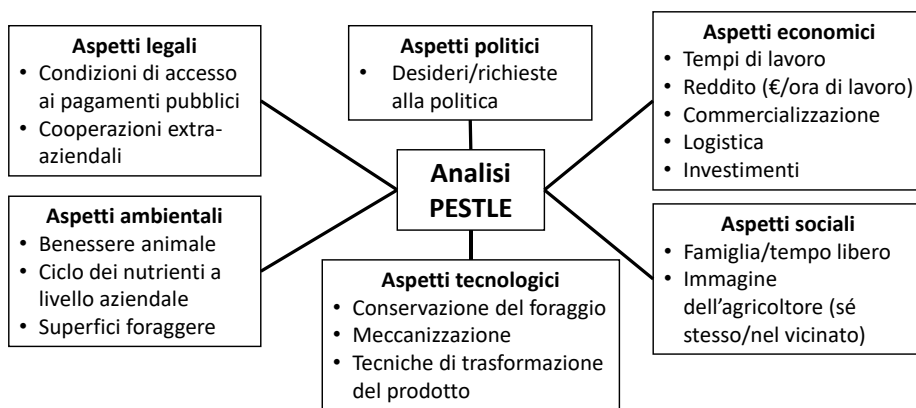 Aspetti legali
• Condizioni di accesso
ai pagamenti pubblici
• Cooperazioni extra-
aziendali
Aspetti politici
• Desideri/richieste
alla politica
Aspetti economici
• Tempi di lavoro
• Reddito (€/ora di lavoro)
• Commercializzazione
• Logistica
• Investimenti
Analisi
PESTLE
Aspetti ambientali
• Benessere animale
• Ciclo dei nutrienti a
livello aziendale
• Superfici foraggere
Aspetti tecnologici
• Conservazione del foraggio
• Meccanizzazione
• Tecniche di trasformazione
del prodotto
Aspetti sociali
• Famiglia/tempo libero
• Immagine
dell’agricoltore (sé
stesso/nel vicinato)